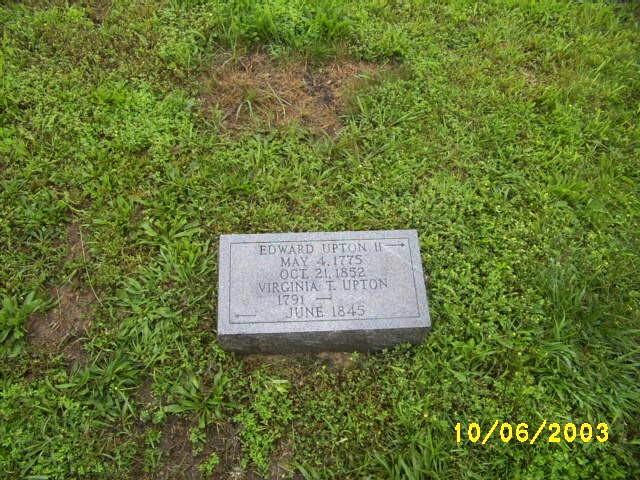 EDWARD UPTON II →
MAY 4, 1775
OCT. 21, 1852
VIRGINIA T. UPTON
1791 —
← JUNE 1845
10/06/2003